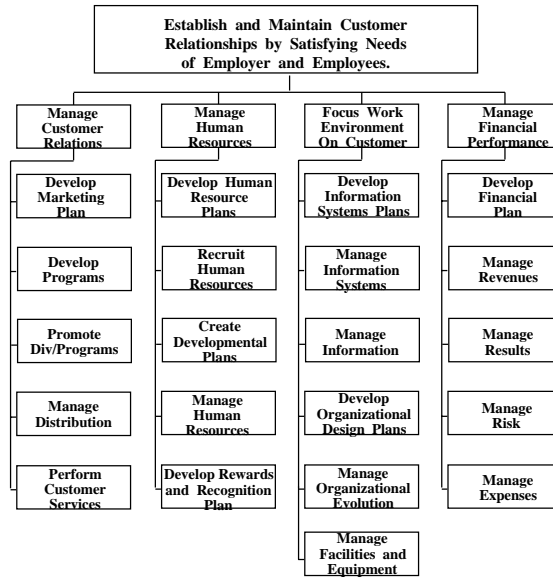 Establish and Maintain Customer
Relationships by Satisfying Needs
of Employer and Employees.
Manage
Customer
Relations
Manage
Human
Resources
Focus Work
Environment
On Customer
Manage
Financial
Performance
Develop
Marketing
Plan
Develop
Programs
Promote
Div/Programs
Manage
Distribution
Perform
Customer
Services
Develop Human
Resource
Plans
Recruit
Human
Resources
Create
Developmental
Plans
Manage
Human
Resources
Develop Rewards
and Recognition
Plan
Develop
Information
Systems Plans
Manage
Information
Systems
Manage
Information
Develop
Organizational
Design Plans
Manage
Organizational
Evolution
Manage
Facilities and
Equipment
Develop
Financial
Plan
Manage
Revenues
Manage
Results
Manage
Risk
Manage
Expenses